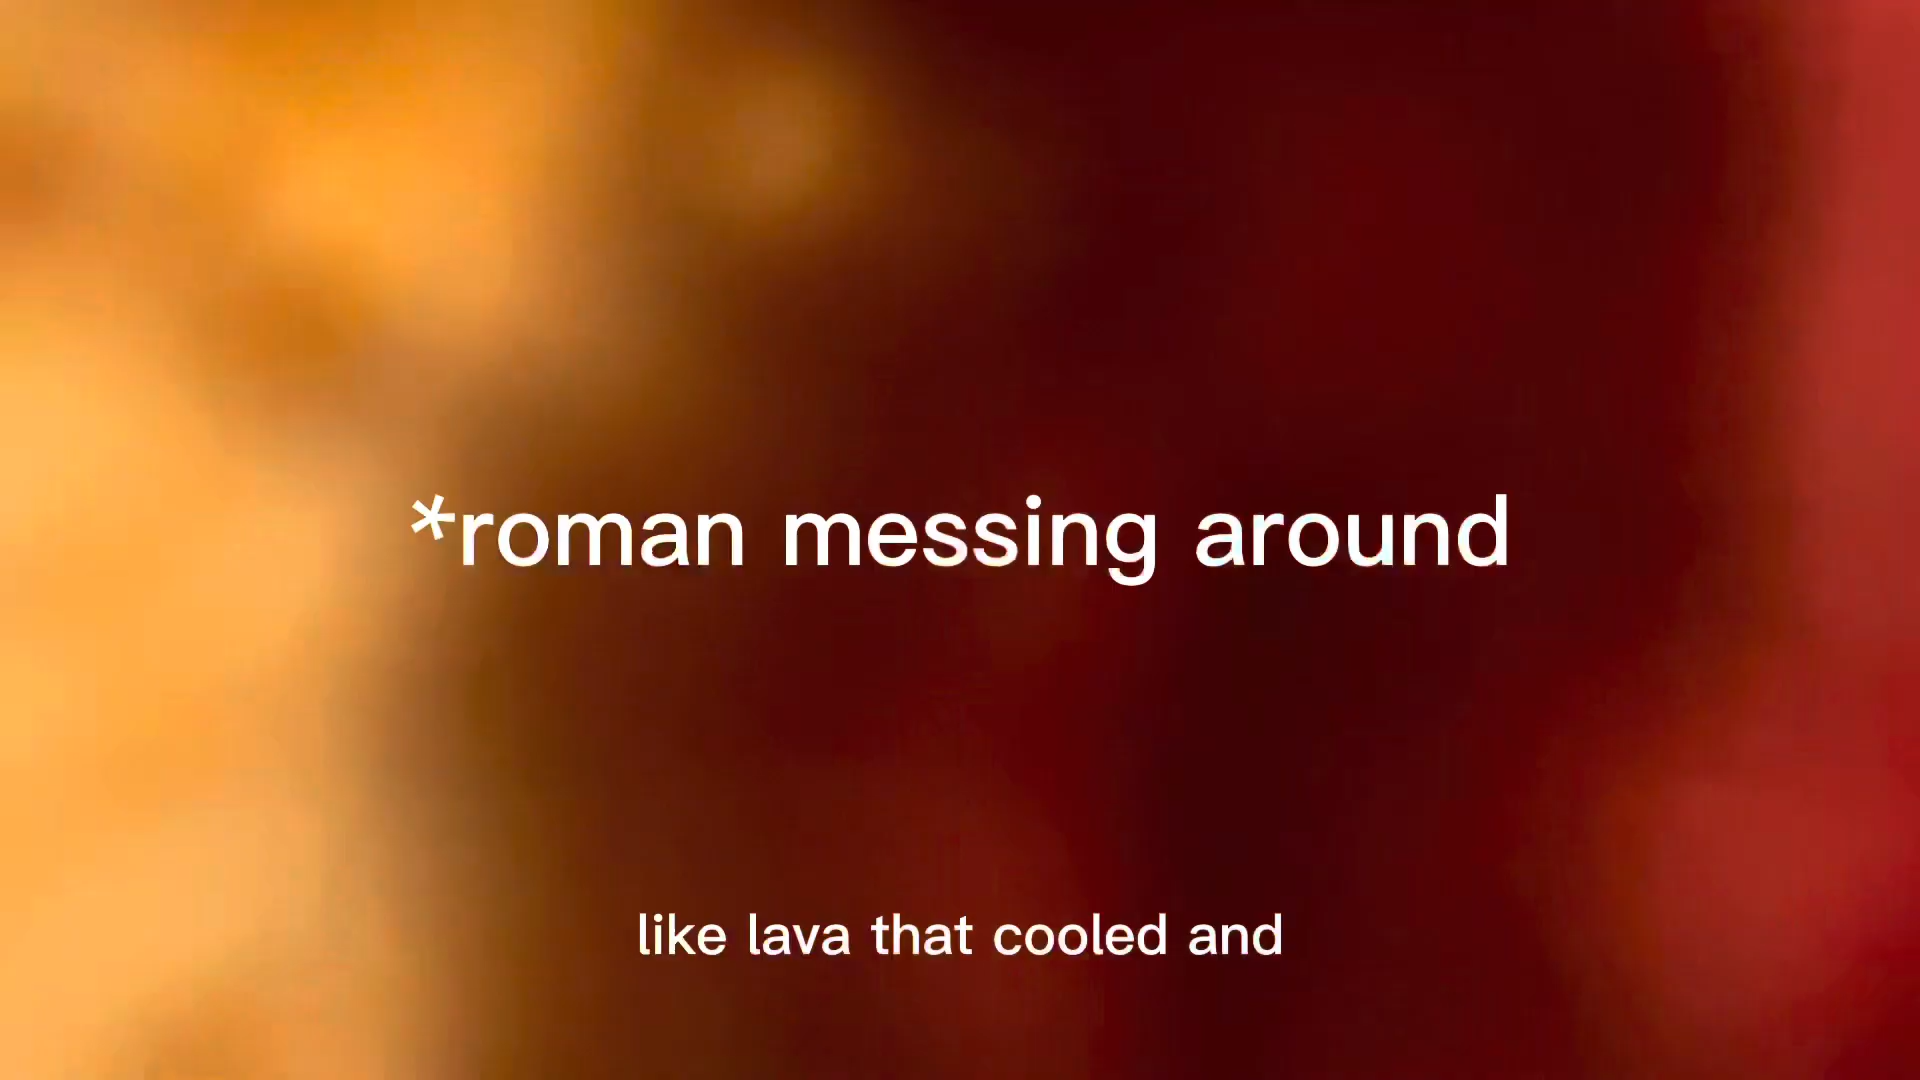 *roman messing around
like lava that cooled and